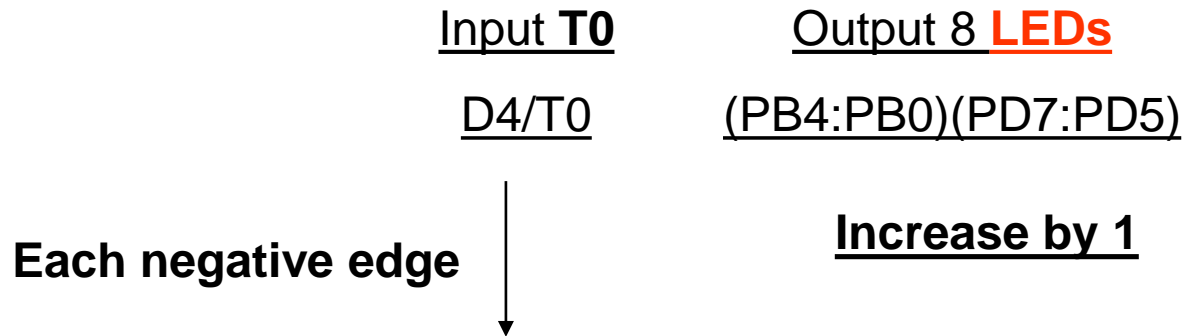 Input T0 Output 8 LEDs
D4/T0 (PB4:PB0)(PD7:PD5)
Increase by 1
Each negative edge